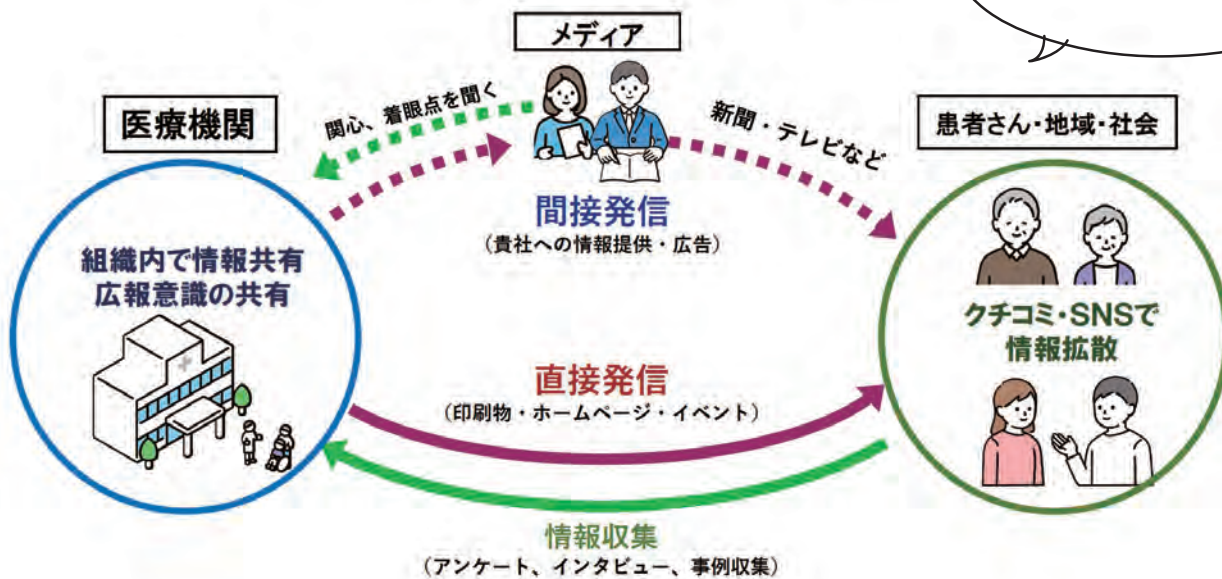 メディア
医療機関
関心、着眼点を聞く
新聞・テレビなど
患者さん・地域・社会
間接発信
（貴社への情報提供・広告）
組織内で情報共有
広報意識の共有
クチコミ・SNSで
情報拡散
直接発信
（印刷物・ホームページ・イベント）
情報収集
（アンケート、インタビュー、事例収集）